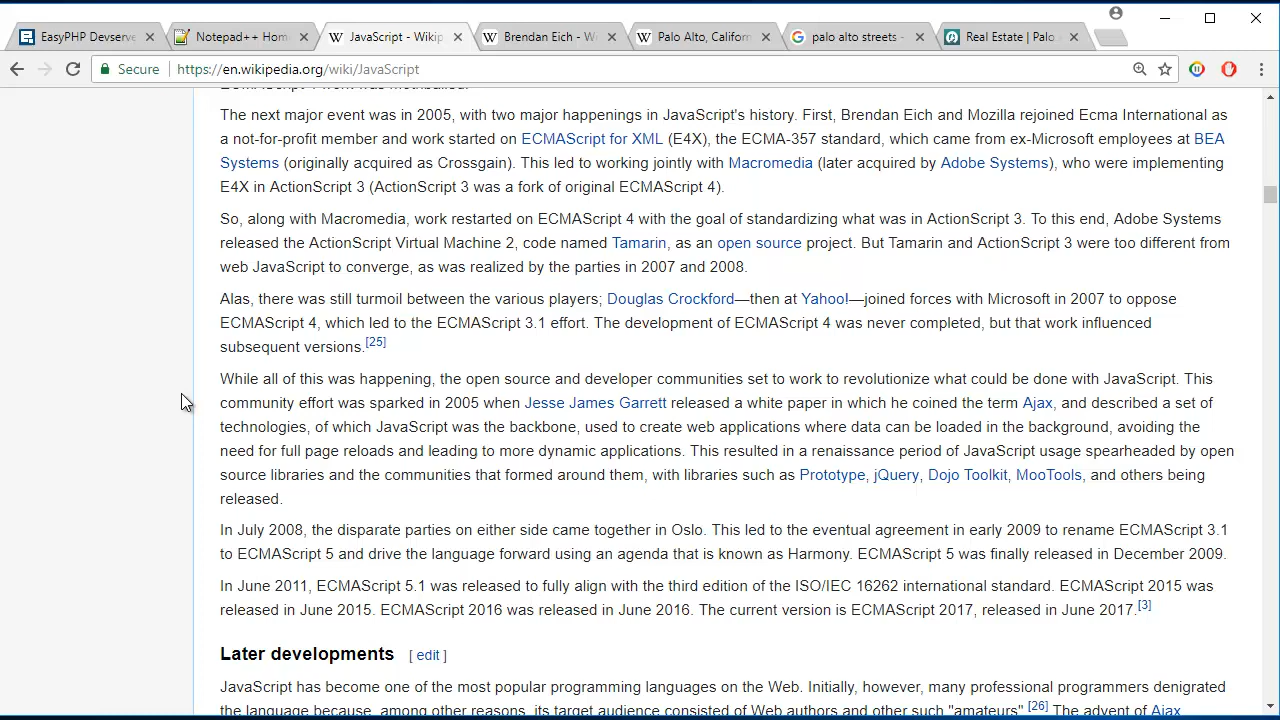 EasyPHP Devserve
Notepad++ Hom
JavaScript - Wikip
Brendan Eich - W
Palo Alto, Californ
palo alto streets -
Real Estate | Palo
Secure
https://en.wikipedia.org/wiki/JavaScript
The next major event was in 2005, with two major happenings in JavaScript's history. First, Brendan Eich and Mozilla rejoined Ecma International as
a not-for-profit member and work started on ECMAScript for XML (E4X), the ECMA-357 standard, which came from ex-Microsoft employees at BEA
Systems (originally acquired as Crossgain). This led to working jointly with Macromedia (later acquired by Adobe Systems), who were implementing
E4X in ActionScript 3 (ActionScript 3 was a fork of original ECMAScript 4).
So, along with Macromedia, work restarted on ECMAScript 4 with the goal of standardizing what was in ActionScript 3. To this end, Adobe Systems
released the ActionScript Virtual Machine 2, code named Tamarin, as an open source project. But Tamarin and ActionScript 3 were too different from
web JavaScript to converge, as was realized by the parties in 2007 and 2008.
Alas, there was still turmoil between the various players; Douglas Crockford—then at Yahoo!—joined forces with Microsoft in 2007 to oppose
ECMAScript 4, which led to the ECMAScript 3.1 effort. The development of ECMAScript 4 was never completed, but that work influenced
subsequent versions.[25]
While all of this was happening, the open source and developer communities set to work to revolutionize what could be done with JavaScript. This
community effort was sparked in 2005 when Jesse James Garrett released a white paper in which he coined the term Ajax, and described a set of
technologies, of which JavaScript was the backbone, used to create web applications where data can be loaded in the background, avoiding the
need for full page reloads and leading to more dynamic applications. This resulted in a renaissance period of JavaScript usage spearheaded by open
source libraries and the communities that formed around them, with libraries such as Prototype, jQuery, Dojo Toolkit, MooTools, and others being
released.
In July 2008, the disparate parties on either side came together in Oslo. This led to the eventual agreement in early 2009 to rename ECMAScript 3.1
to ECMAScript 5 and drive the language forward using an agenda that is known as Harmony. ECMAScript 5 was finally released in December 2009.
In June 2011, ECMAScript 5.1 was released to fully align with the third edition of the ISO/IEC 16262 international standard. ECMAScript 2015 was
released in June 2015. ECMAScript 2016 was released in June 2016. The current version is ECMAScript 2017, released in June 2017.[3]
Later developments [ edit ]
JavaScript has become one of the most popular programming languages on the Web. Initially, however, many professional programmers denigrated
the language because, among other reasons, its target audience consisted of Web authors and other such "amateurs".[26] The advent of Ajax